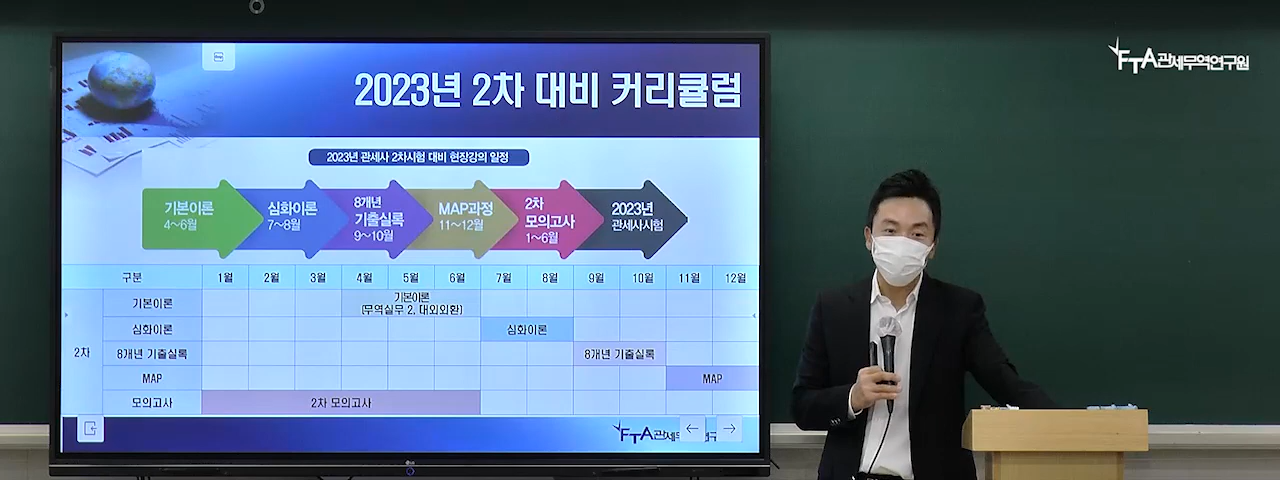 2023년 2차 대비 커리큘럼
FTA관세무역연구원
2023년 관세사 2차시험 대비 현장강의 일정
기본이론
4~6월
심화이론
7~8월
8개년
기출실록
9~10월
MAP과정
11~12월
2차
모의고사
1~6월
2023년
관세사시험
구분 1월 2월 3월 4월 5월 6월 7월 8월 9월 10월 11월 12월
2차
기본이론 기본이론
(무역실무 2, 대외외환)
심화이론 심화이론
8개년 기출실록 8개년 기출실록
MAP MAP
모의고사 2차 모의고사
FTA관세무역연구
LG